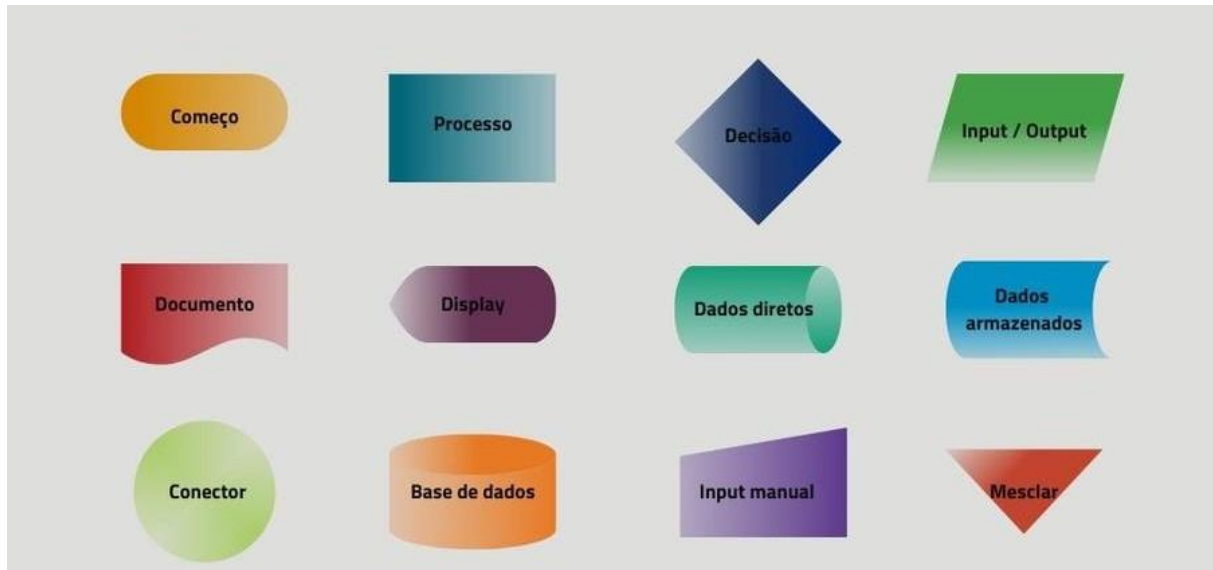 Começo
Processo
Decisão
Input / Output
Documento
Display
Dados diretos
Dados
armazenados
Conector
Base de dados
Input manual
Mesclar